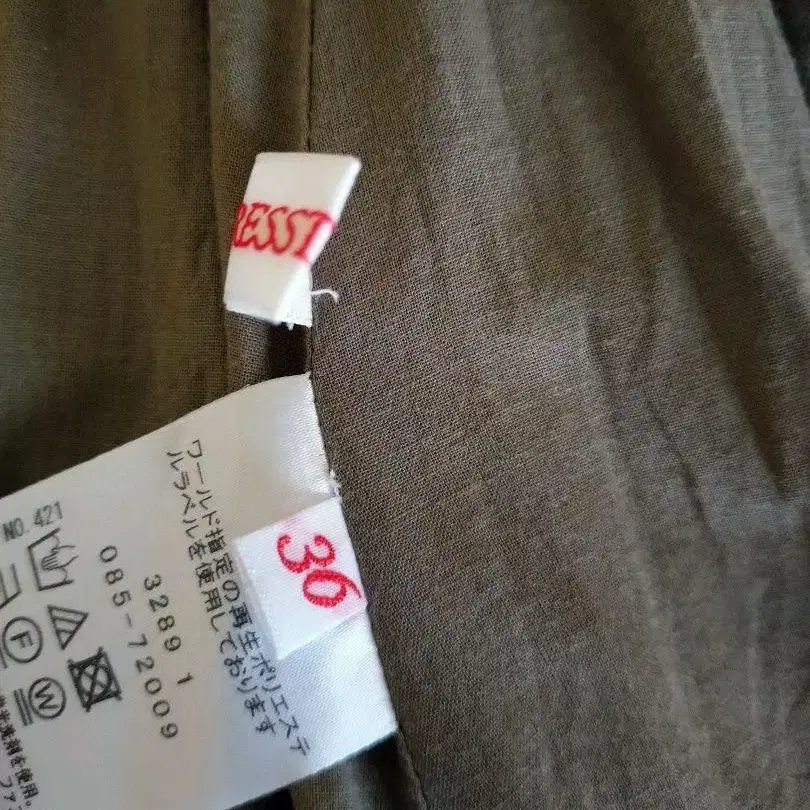 RESSI
36
ワールド指定の再生ポリエステ
ルラベルを使用しております
3289 1
085-72009
NO.421
F
W